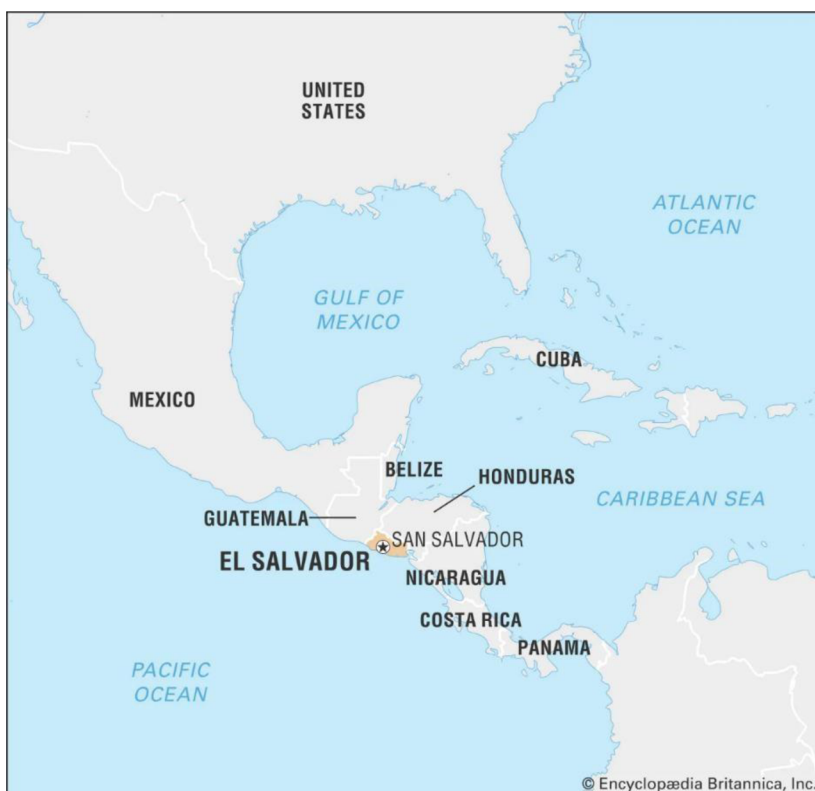 UNITED
STATES
ATLANTIC
OCEAN
GULF OF
MEXICO
CUBA
MEXICO
BELIZE
HONDURAS
CARIBBEAN SEA
GUATEMALA
SAN SALVADOR
EL SALVADOR
NICARAGUA
COSTA RICA
PANAMA
PACIFIC
OCEAN
© Encyclopædia Britannica, Inc.